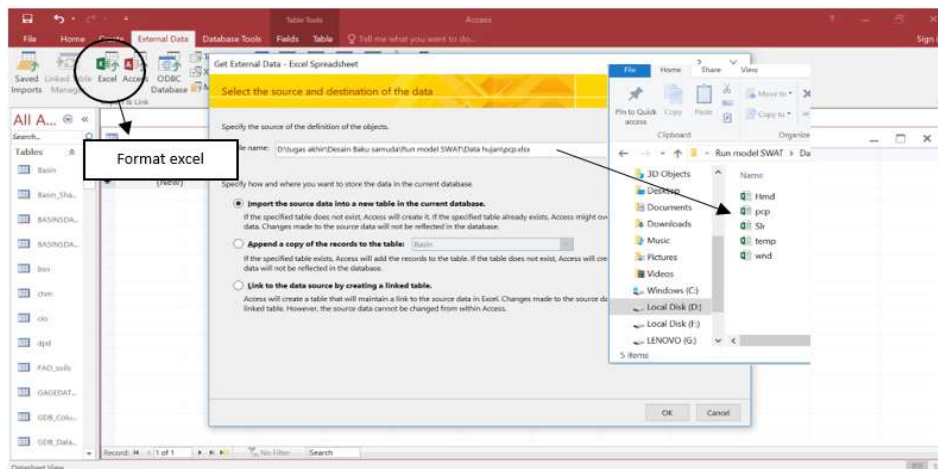 Table Tools
Access
File Home Create External Data Database Tools Fields Table Tell me what you want to do...
Sign i
Saved Imports Linked Table Manager Excel Access ODBC Database
Import & Link
Get External Data - Excel Spreadsheet
Select the source and destination of the data
Specify the source of the definition of the objects.
File name: D:\tugas akhir\Desain Baku samuda\Run model SWAT\Data hujan\pcp.xlsx
Specify how and where you want to store the data in the current database.
Import the source data into a new table in the current database.
If the specified table does not exist, Access will create it. If the specified table already exists, Access might ov
data. Changes made to the source data will not be reflected in the database.
Append a copy of the records to the table: Basin
If the specified table exists, Access will add the records to the table. If the table does not exist, Access will cre
data will not be reflected in the database.
Link to the data source by creating a linked table.
Access will create a table that will maintain a link to the source data in Excel. Changes made to the source da
linked table. However, the source data cannot be changed from within Access.
OK Cancel
Format excel
(New)
All A...
Search...
Tables
Basin
Basin_Sha...
BASINSDA...
BASINSDA...
bsn
chm
cio
dpd
FAO_soils
GAGEDAT...
GDB_Colu...
GDB_Data...
Record: 1 of 1 No Filter Search
Datasheet View
File Home Share View
Pin to Quick access Copy Paste
Move to
Copy to
Clipboard Organize
Run model SWAT > Da
3D Objects
Desktop
Documents
Downloads
Music
Pictures
Videos
Windows (C:)
Local Disk (D:)
Local Disk (F:)
LENOVO (G:)
Name
Hmd
pcp
Slr
temp
wnd
5 items